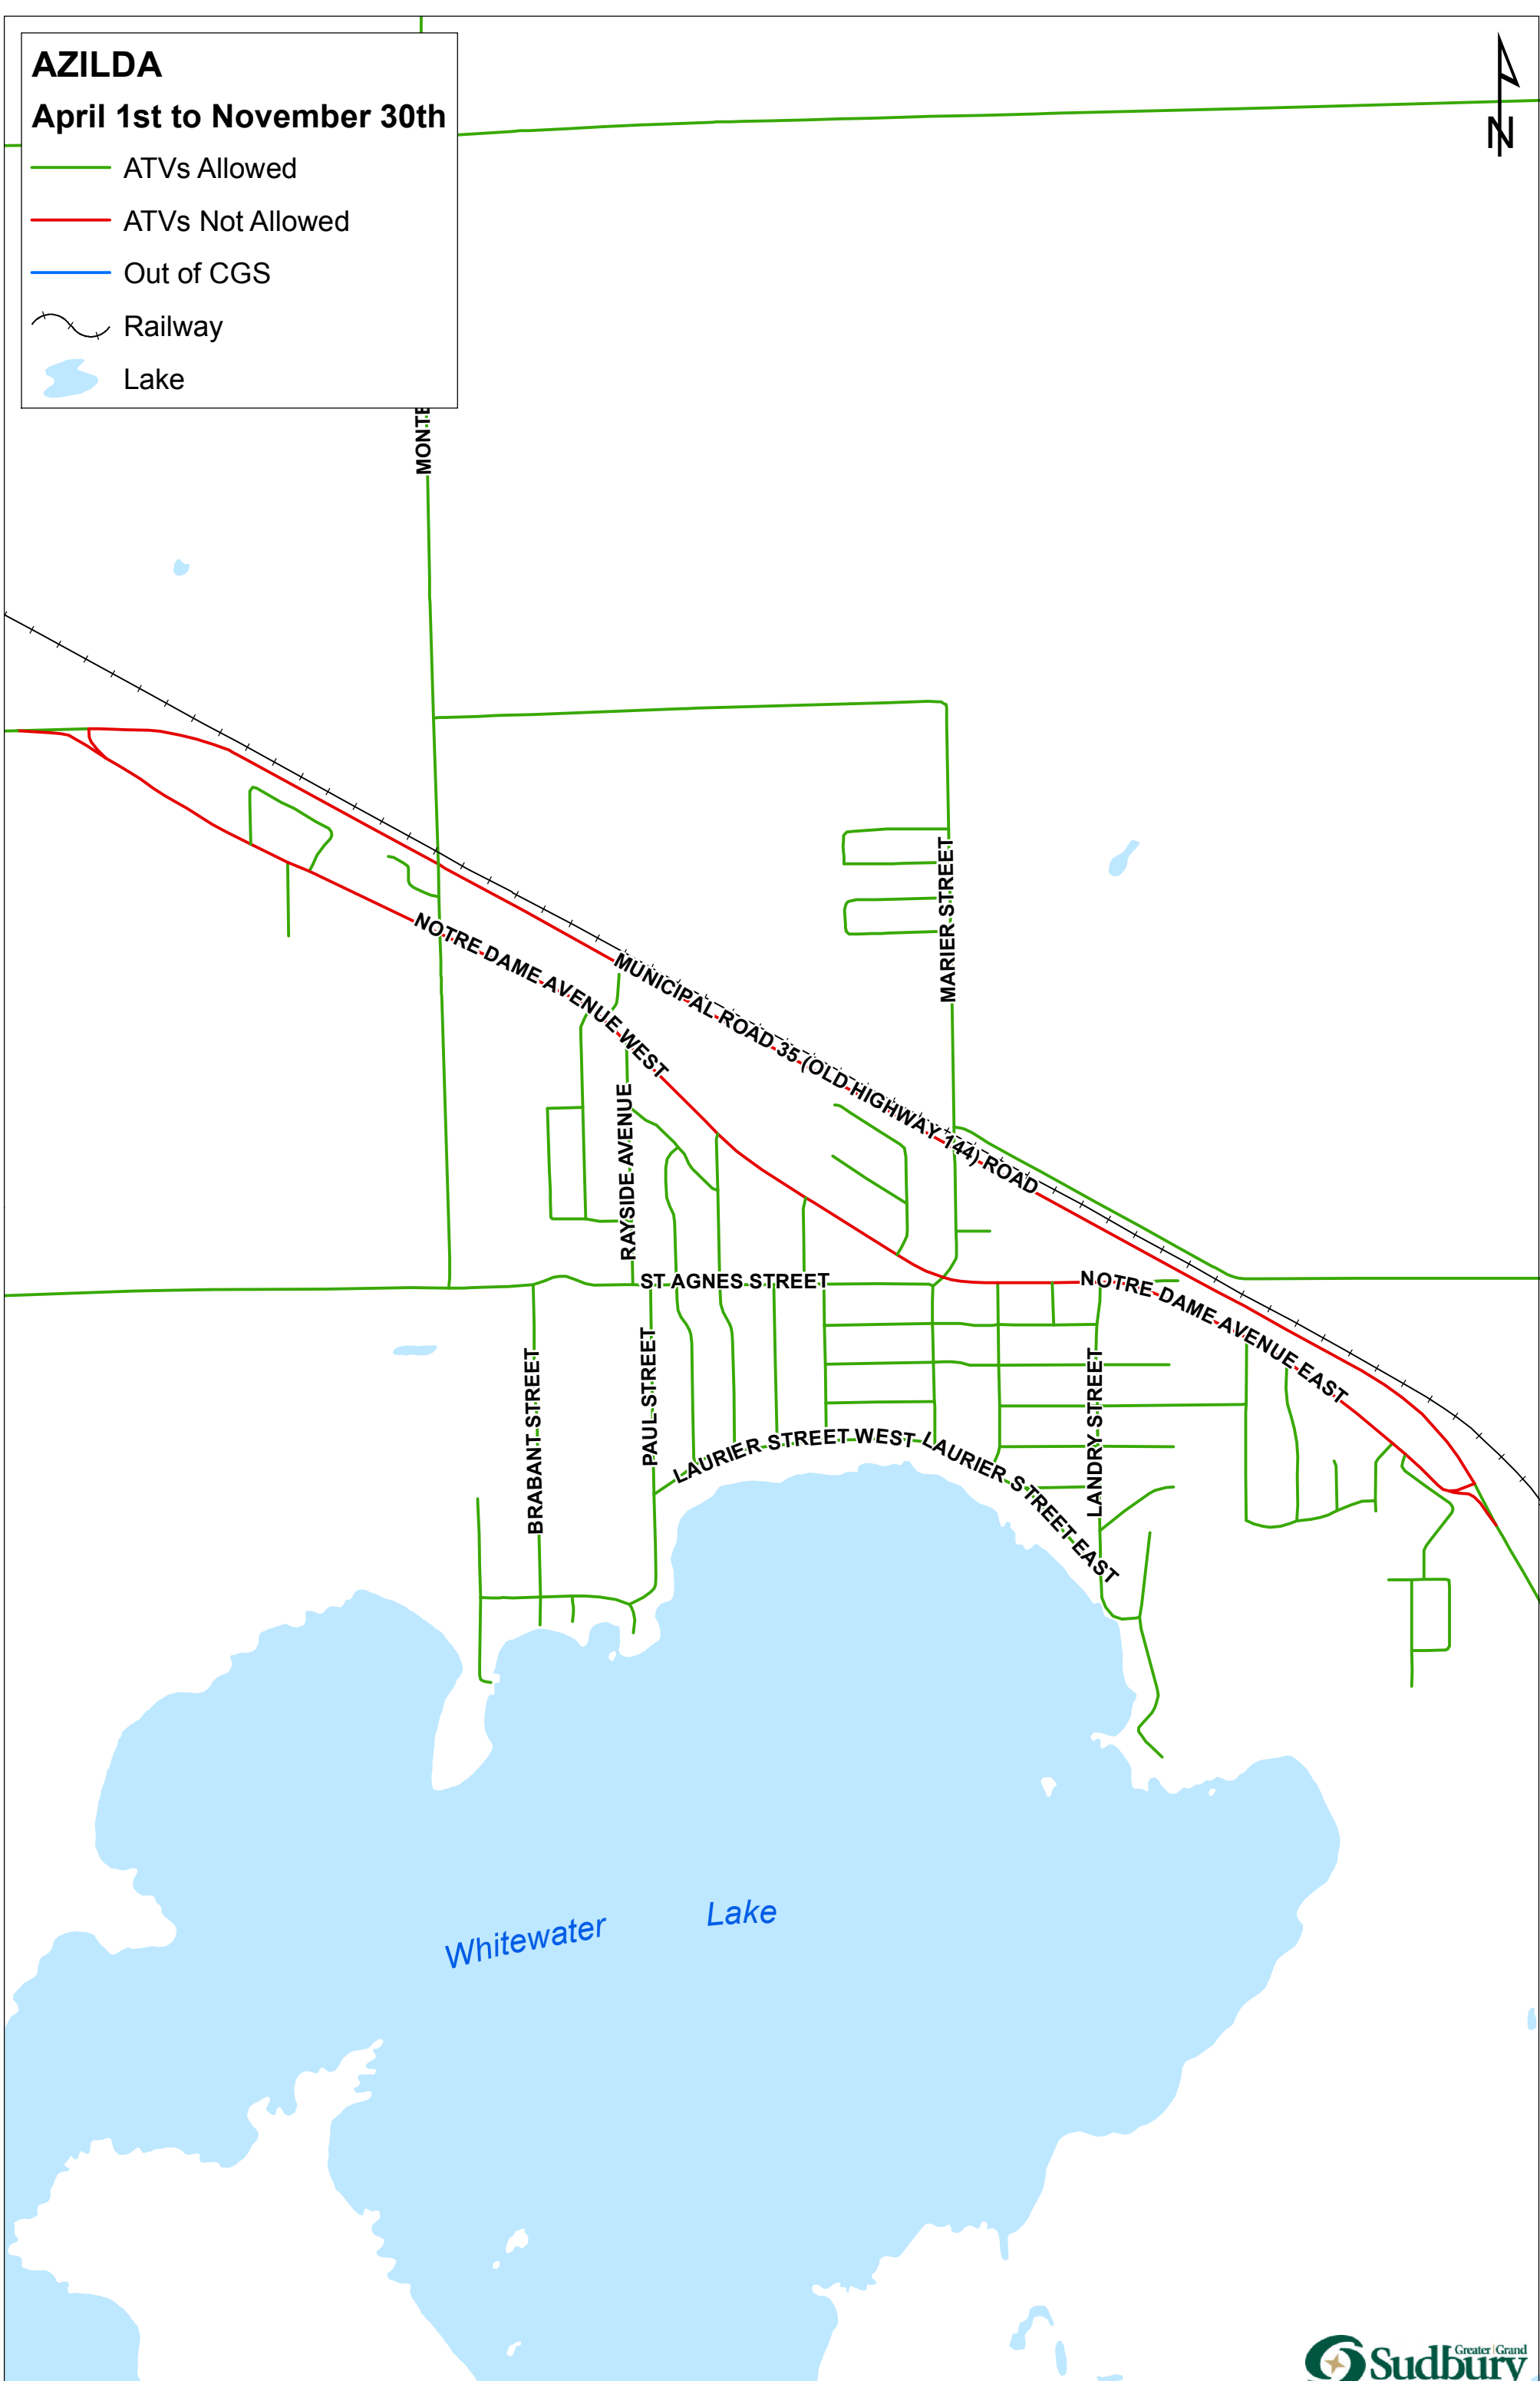 AZILDA
April 1st to November 30th
ATVs Allowed
ATVs Not Allowed
Out of CGS
Railway
Lake
N
MONTE
MARIER STREET
NOTRE DAME AVENUE WEST
MUNICIPAL ROAD 35 (OLD HIGHWAY 144) ROAD
RAYSIDE AVENUE
ST AGNES STREET
NOTRE DAME AVENUE EAST
BRABANT STREET
PAUL STREET
LANDRY STREET
LAURIER STREET WEST
LAURIER STREET EAST
Whitewater Lake
Greater Grand
Sudbury